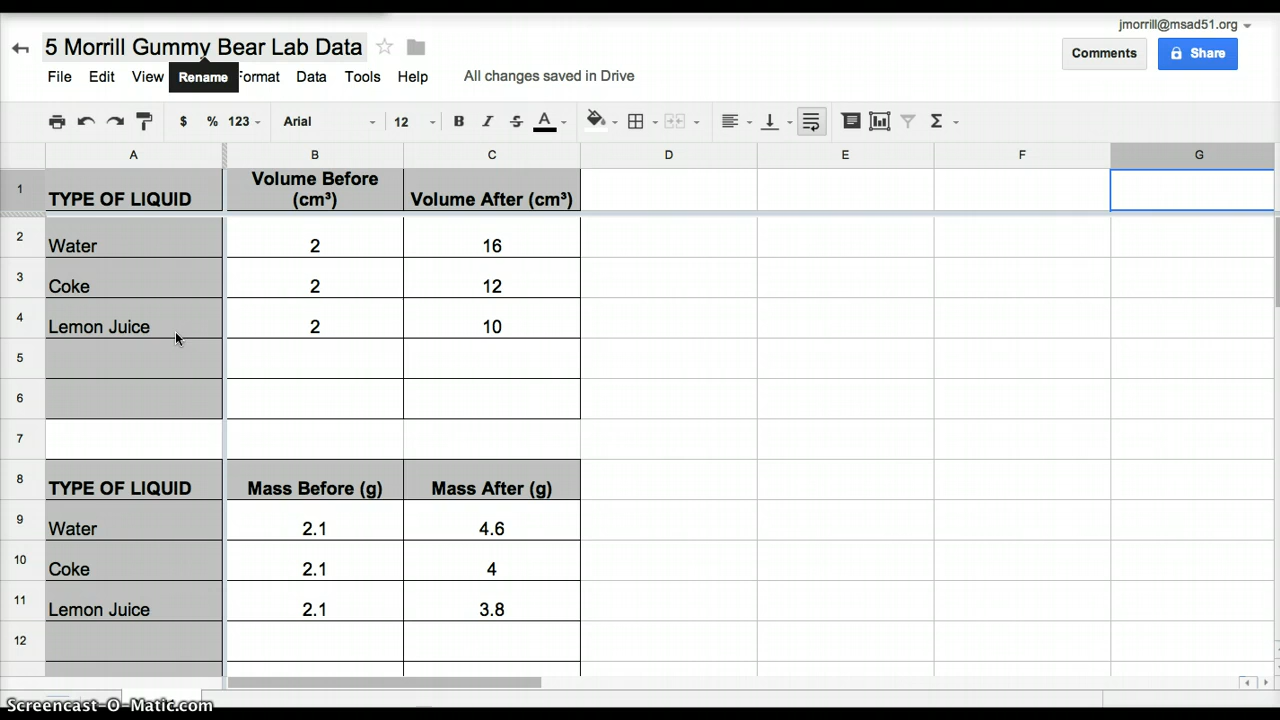 jmorrill@msad51.org
5 Morrill Gummy Bear Lab Data
Comments
Share
File Edit View Rename ormat Data Tools Help All changes saved in Drive
$ % 123 Arial 12 B I S A Σ
A B C D E F G
1 TYPE OF LIQUID Volume Before (cm³) Volume After (cm³)
2 Water 2 16
3 Coke 2 12
4 Lemon Juice 2 10
5
6
7
8 TYPE OF LIQUID Mass Before (g) Mass After (g)
9 Water 2.1 4.6
10 Coke 2.1 4
11 Lemon Juice 2.1 3.8
12
Screencast-O-Matic.com